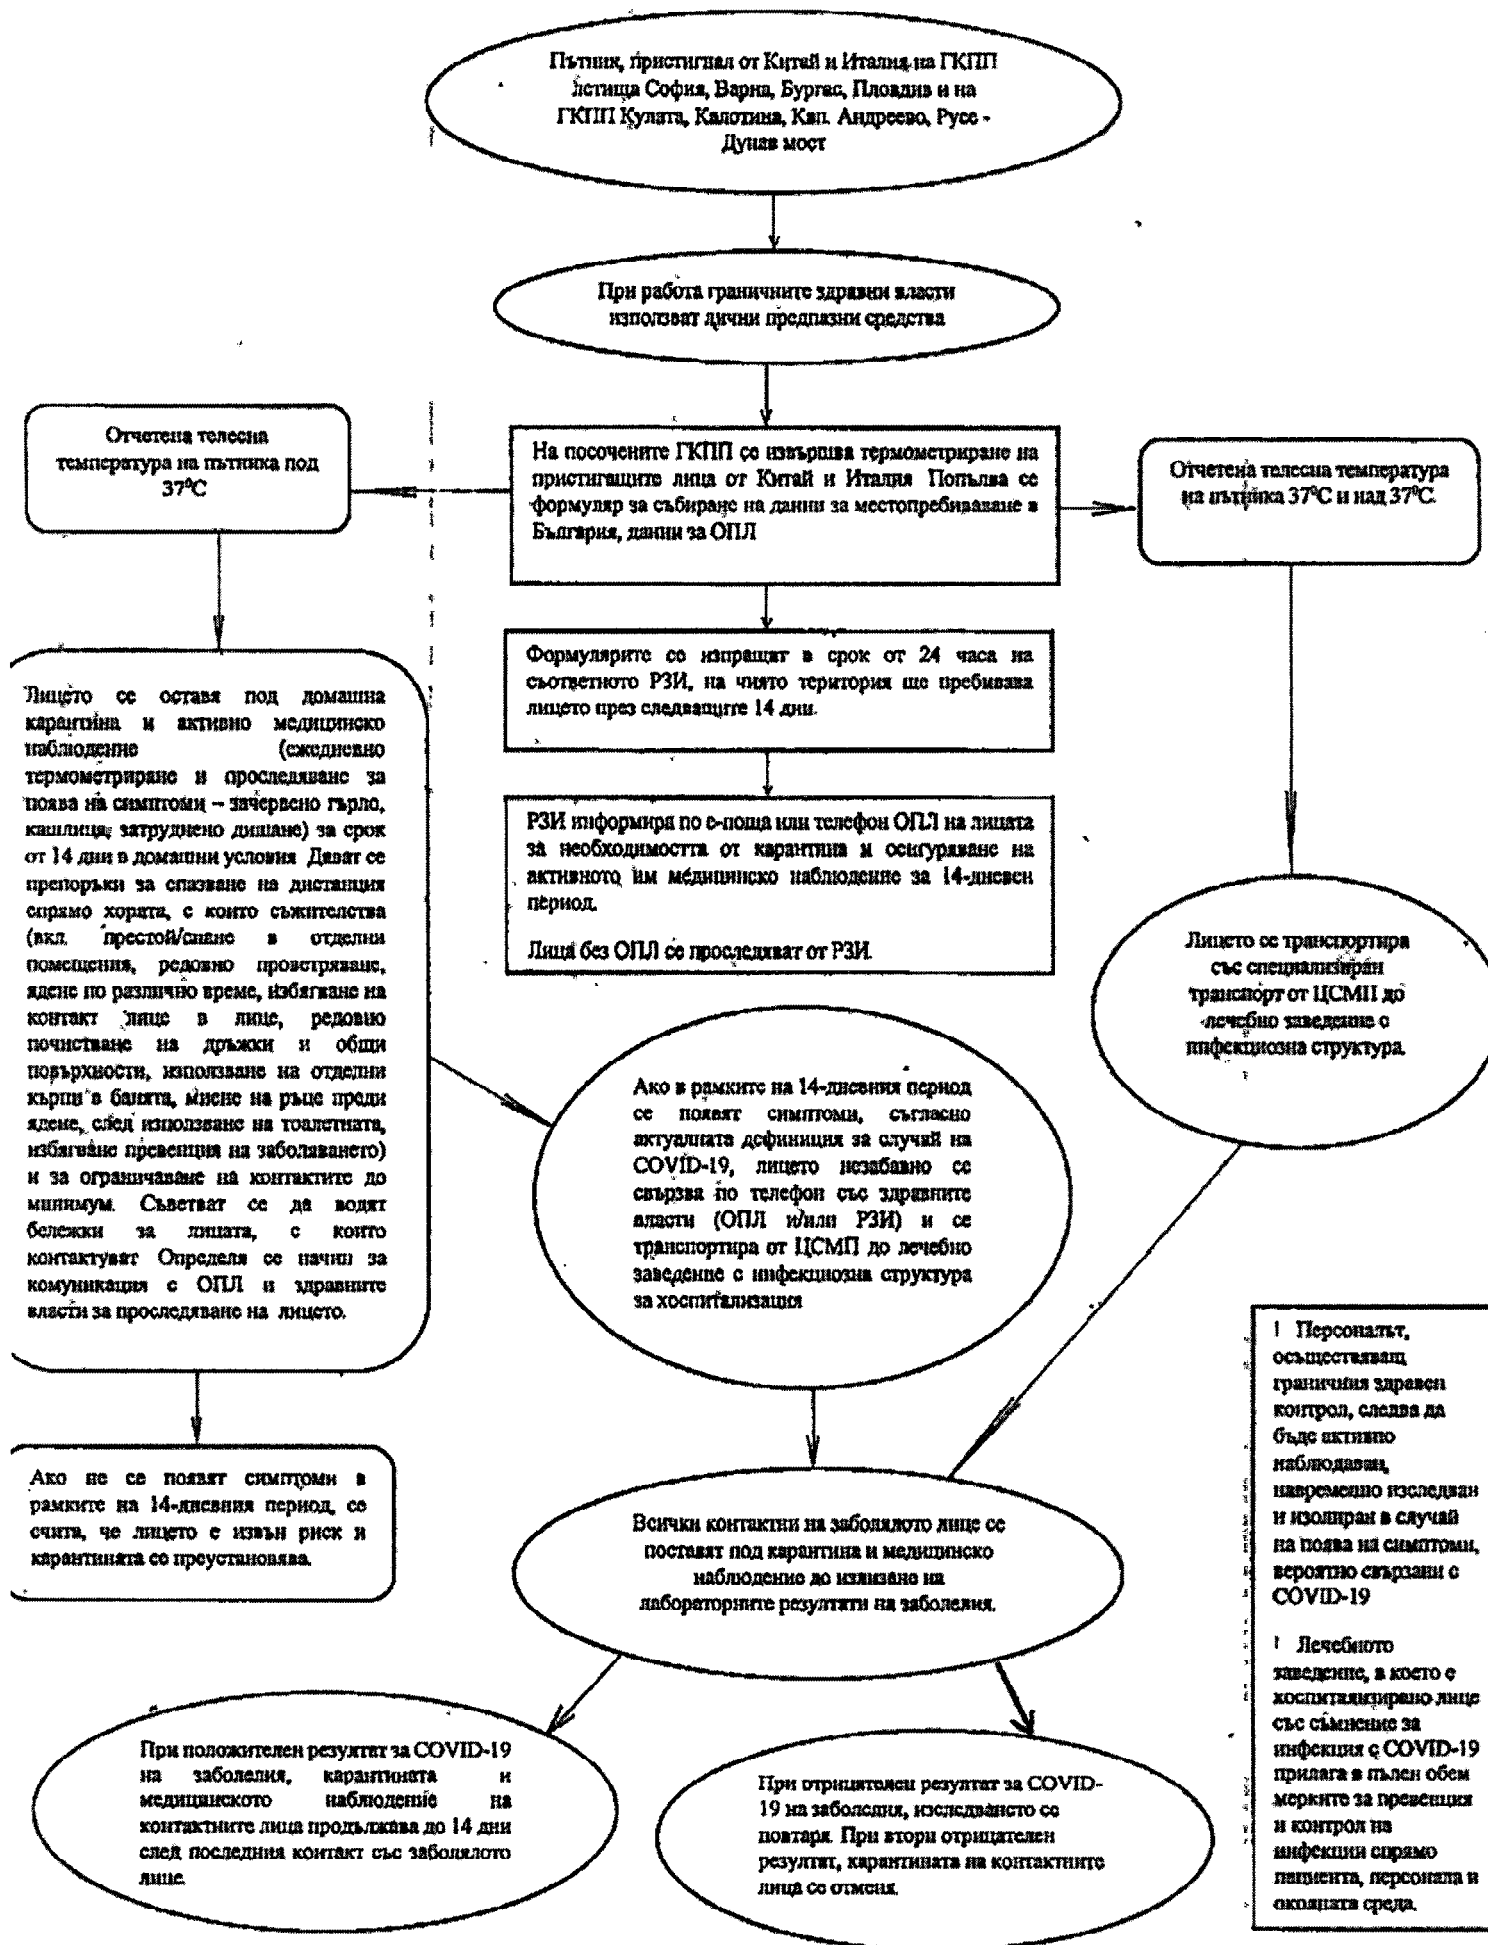 Пътник, пристигнал от Китай и Италия на ГКПП
летища София, Варна, Бургас, Пловдив и на
ГКПП Кулата, Калотина, Кап. Андреево, Русе -
Дунав мост
При работа граничните здравни власти
използват лични предпазни средства
Отчетена телесна
температура на пътника под
37⁰C
На посочените ГКПП се извършва термометриране на
пристигащите лица от Китай и Италия Попълва се
формуляр за събиране на данни за местопребиваване в
България, данни за ОПЛ
Отчетена телесна температура
на пътника 37⁰C и над 37⁰C.
Формулярите се изпращат в срок от 24 часа на
съответното РЗИ, на чиято територия ще пребивава
лицето през следващите 14 дни.
РЗИ информира по е-поща или телефон ОПЛ на лицата
за необходимостта от карантина и осигуряване на
активното им медицинско наблюдение за 14-дневен
период.
Лица без ОПЛ се проследяват от РЗИ.
Лицето се оставя под домашна
карантина и активно медицинско
наблюдение (ежедневно
термометриране и проследяване за
поява на симптоми – зачервено гърло,
кашлица, затруднено дишане) за срок
от 14 дни в домашни условия Дават се
препоръки за спазване на дистанция
спрямо хората, с които съжителства
(вкл. престой/спане в отделни
помещения, редовно проветряване,
ядене по различно време, избягване на
контакт лице в лице, редовно
почистване на дръжки и общи
повърхности, използване на отделни
кърпи в банята, миене на ръце преди
ядене, след използване на тоалетната,
избягване превенция на заболяването)
и за ограничаване на контактите до
минимум. Съветват се да водят
бележки за лицата, с които
контактуват Определя се начин за
комуникация с ОПЛ и здравните
власти за проследяване на лицето.
Лицето се транспортира
със специализиран
транспорт от ЦСМП до
лечебно заведение с
инфекциозна структура.
Ако в рамките на 14-дневния период
се появят симптоми, съгласно
актуалната дефиниция за случай на
COVID-19, лицето незабавно се
свързва по телефон със здравните
власти (ОПЛ и/или РЗИ) и се
транспортира от ЦСМП до лечебно
заведение с инфекциозна структура
за хоспитализация
Ако не се появят симптоми в
рамките на 14-дневния период, се
счита, че лицето е извън риск и
карантината се преустановява.
Всички контактни на заболялото лице се
поставят под карантина и медицинско
наблюдение до излизане на
лабораторните резултати на заболелия.
! Персоналът,
осъществяващ
граничния здравен
контрол, следва да
бъде активно
наблюдаван,
навременно изследван
и изолиран в случай
на поява на симптоми,
вероятно свързани с
COVID-19
! Лечебното
заведение, в което е
хоспитализирано лице
със съмнение за
инфекция с COVID-19
прилага в пълен обем
мерките за превенция
и контрол на
инфекции спрямо
пациента, персонала и
околната среда.
При положителен резултат за COVID-19
на заболелия, карантината и
медицинското наблюдение на
контактните лица продължава до 14 дни
след последния контакт със заболялото
лице.
При отрицателен резултат за COVID-
19 на заболелия, изследването се
повтаря. При втори отрицателен
резултат, карантината на контактните
лица се отменя.